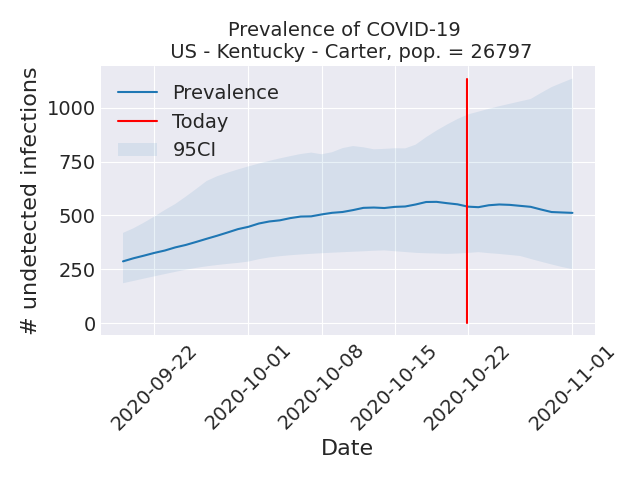 Prevalence of COVID-19
US - Kentucky - Carter, pop. = 26797
# undetected infections
1000
750
500
250
0
Prevalence
Today
95CI
2020-09-22
2020-10-01
2020-10-08
2020-10-15
2020-10-22
2020-11-01
Date